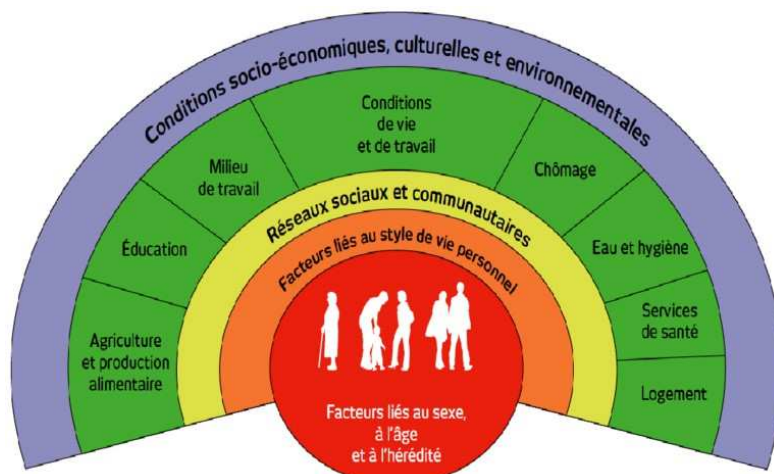 Conditions socio-économiques, culturelles et environnementales
Conditions
de vie
et de travail
Milieu
de travail
Chômage
Éducation
Eau et hygiène
Agriculture
et production
alimentaire
Services
de santé
Logement
Réseaux sociaux et communautaires
Facteurs liés au style de vie personnel
Facteurs liés au sexe,
à l'âge
et à l'hérédité